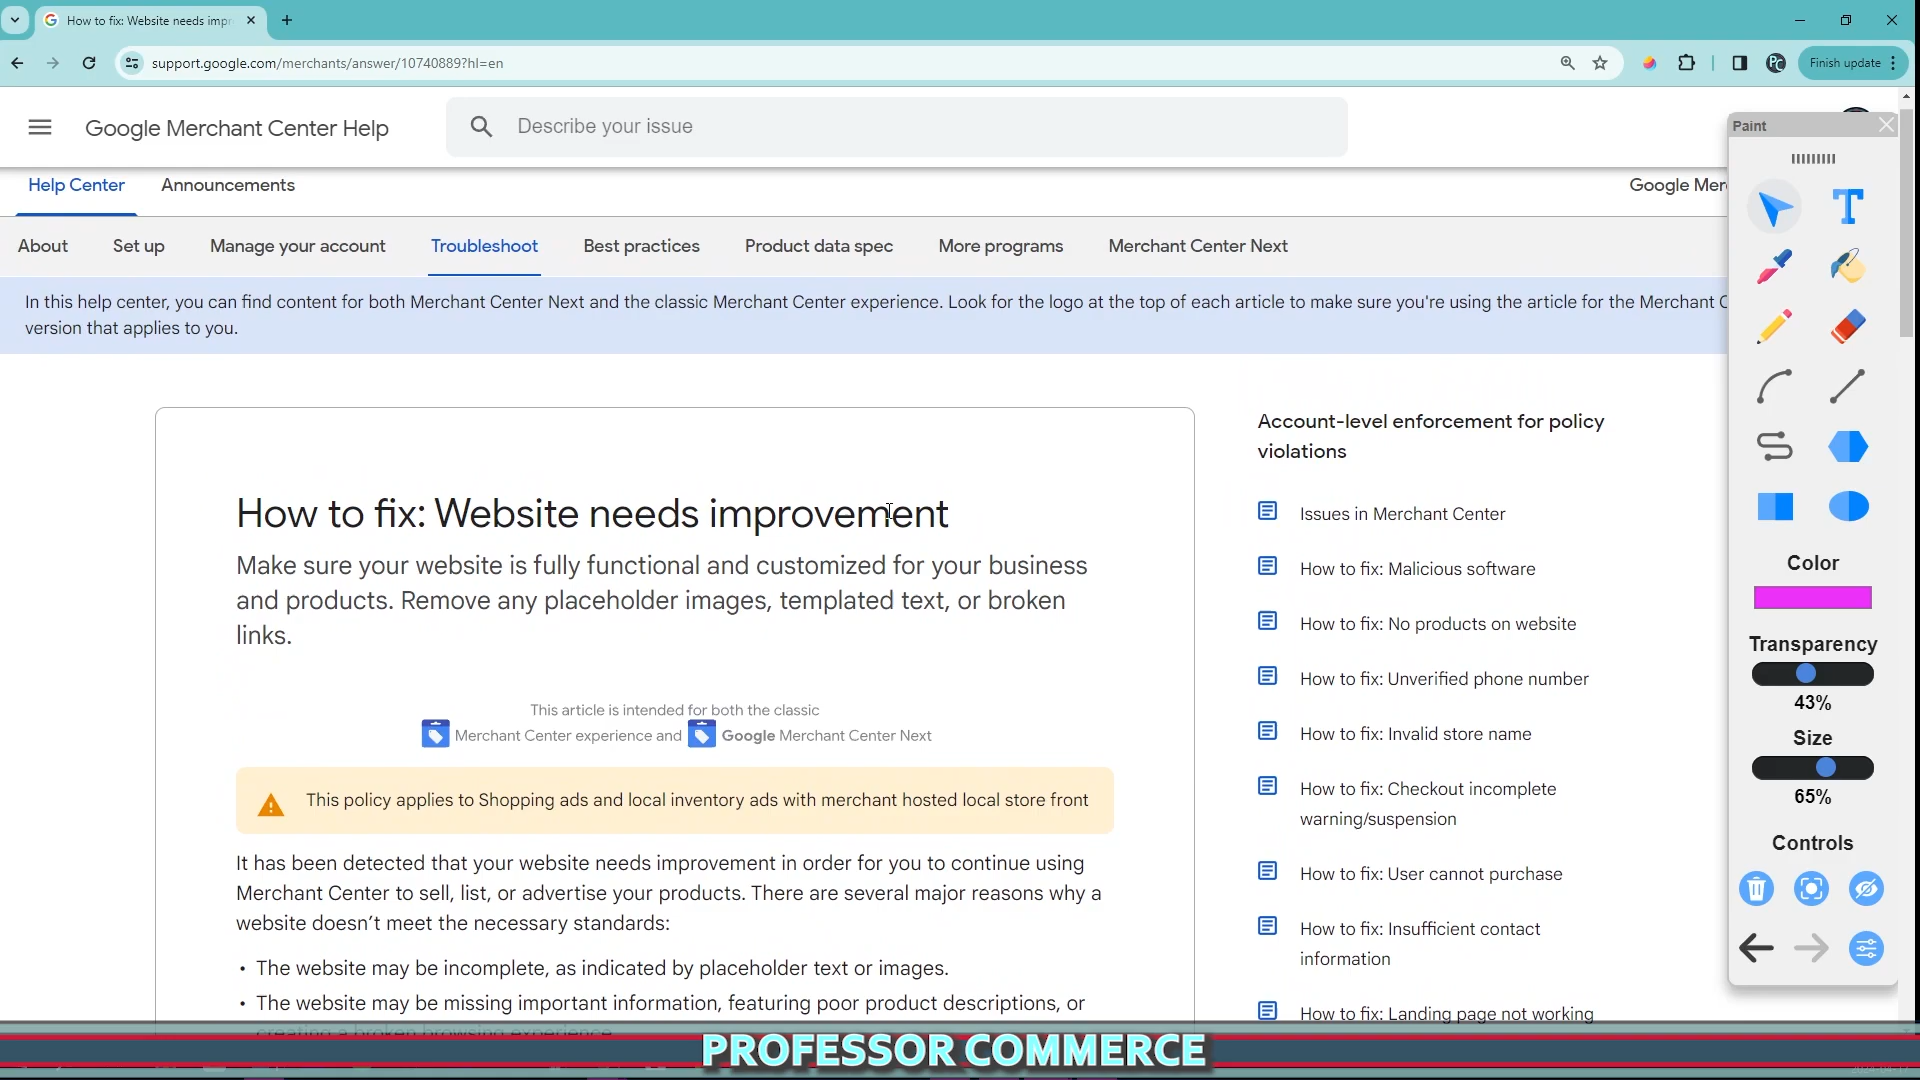 How to fix: Website needs impr
support.google.com/merchants/answer/10740889?hl=en
Finish update
Google Merchant Center Help
Describe your issue
Paint
Help Center
Announcements
Google Mer
About
Set up
Manage your account
Troubleshoot
Best practices
Product data spec
More programs
Merchant Center Next
In this help center, you can find content for both Merchant Center Next and the classic Merchant Center experience. Look for the logo at the top of each article to make sure you're using the article for the Merchant C
version that applies to you.
How to fix: Website needs improvement
Make sure your website is fully functional and customized for your business
and products. Remove any placeholder images, templated text, or broken
links.
This article is intended for both the classic
Merchant Center experience and Google Merchant Center Next
This policy applies to Shopping ads and local inventory ads with merchant hosted local store front
It has been detected that your website needs improvement in order for you to continue using
Merchant Center to sell, list, or advertise your products. There are several major reasons why a
website doesn’t meet the necessary standards:
• The website may be incomplete, as indicated by placeholder text or images.
• The website may be missing important information, featuring poor product descriptions, or
creating a broken browsing experience
Account-level enforcement for policy
violations
Issues in Merchant Center
How to fix: Malicious software
How to fix: No products on website
How to fix: Unverified phone number
How to fix: Invalid store name
How to fix: Checkout incomplete
warning/suspension
How to fix: User cannot purchase
How to fix: Insufficient contact
information
How to fix: Landing page not working
Color
Transparency
43%
Size
65%
Controls
PROFESSOR COMMERCE